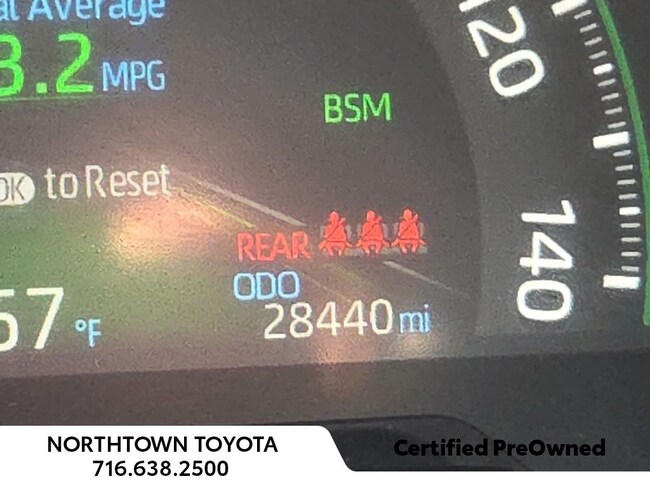 Average
3.2 MPG
BSM
120
OK to Reset
140
REAR
ODO
28440 mi
57 °F
NORTHTOWN TOYOTA
716.638.2500
Certified PreOwned